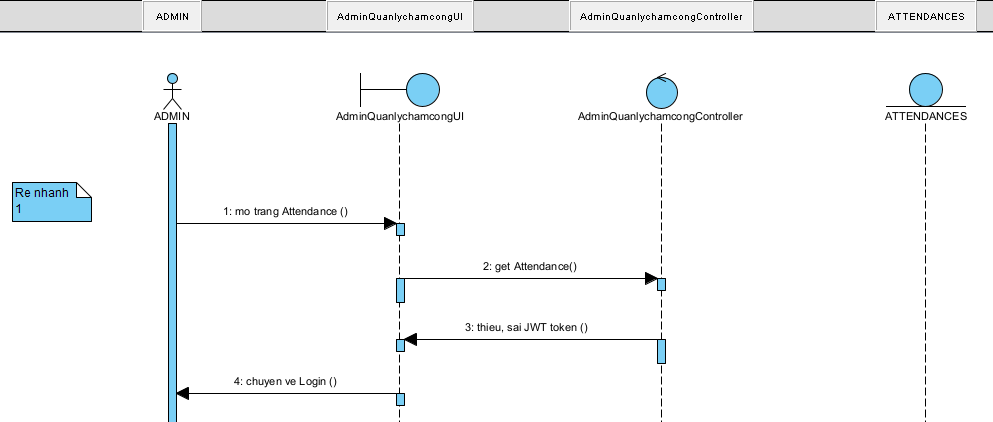 ADMIN
AdminQuanlychamcongUI
AdminQuanlychamcongController
ATTENDANCES
ADMIN
AdminQuanlychamcongUI
AdminQuanlychamcongController
ATTENDANCES
Re nhanh
1
1: mo trang Attendance ()
2: get Attendance()
3: thieu, sai JWT token ()
4: chuyen ve Login ()